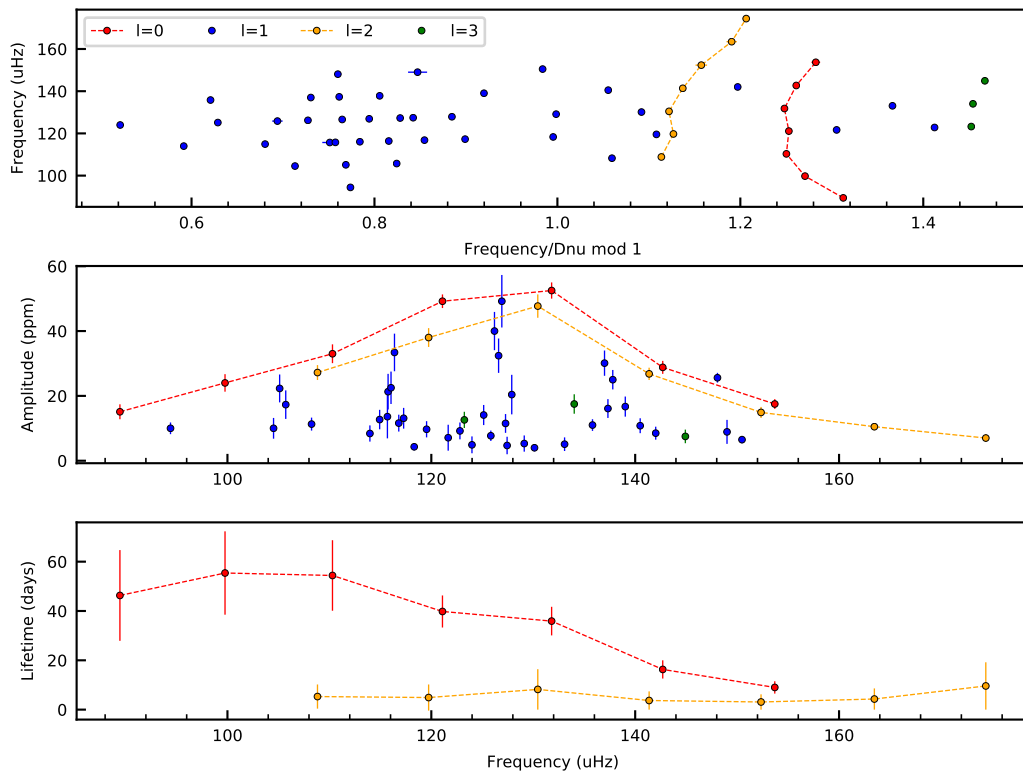 l=0 l=1 l=2 l=3
Frequency (uHz)
160
140
120
100
0.6 0.8 1.0 1.2 1.4
Frequency/Dnu mod 1
Amplitude (ppm)
60
40
20
0
100 120 140 160
Lifetime (days)
60
40
20
0
100 120 140 160
Frequency (uHz)